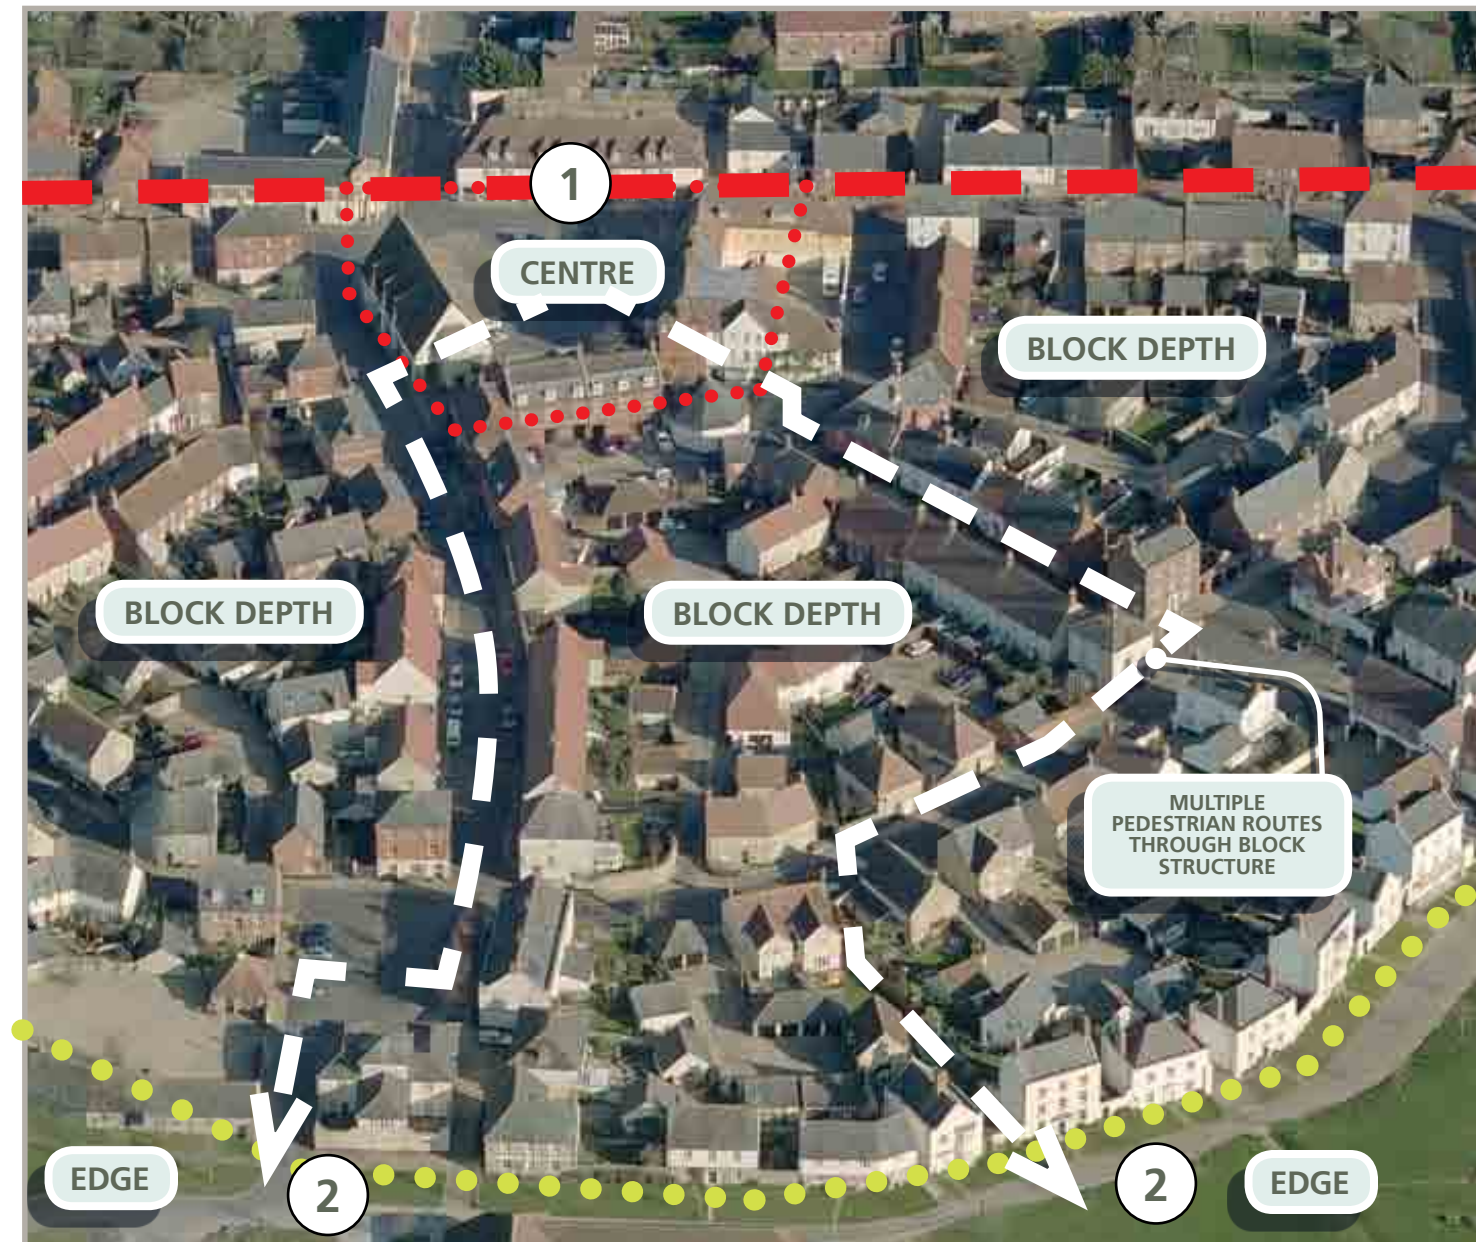 1
CENTRE
BLOCK DEPTH
BLOCK DEPTH
BLOCK DEPTH
MULTIPLE
PEDESTRIAN ROUTES
THROUGH BLOCK
STRUCTURE
EDGE
2
2
EDGE